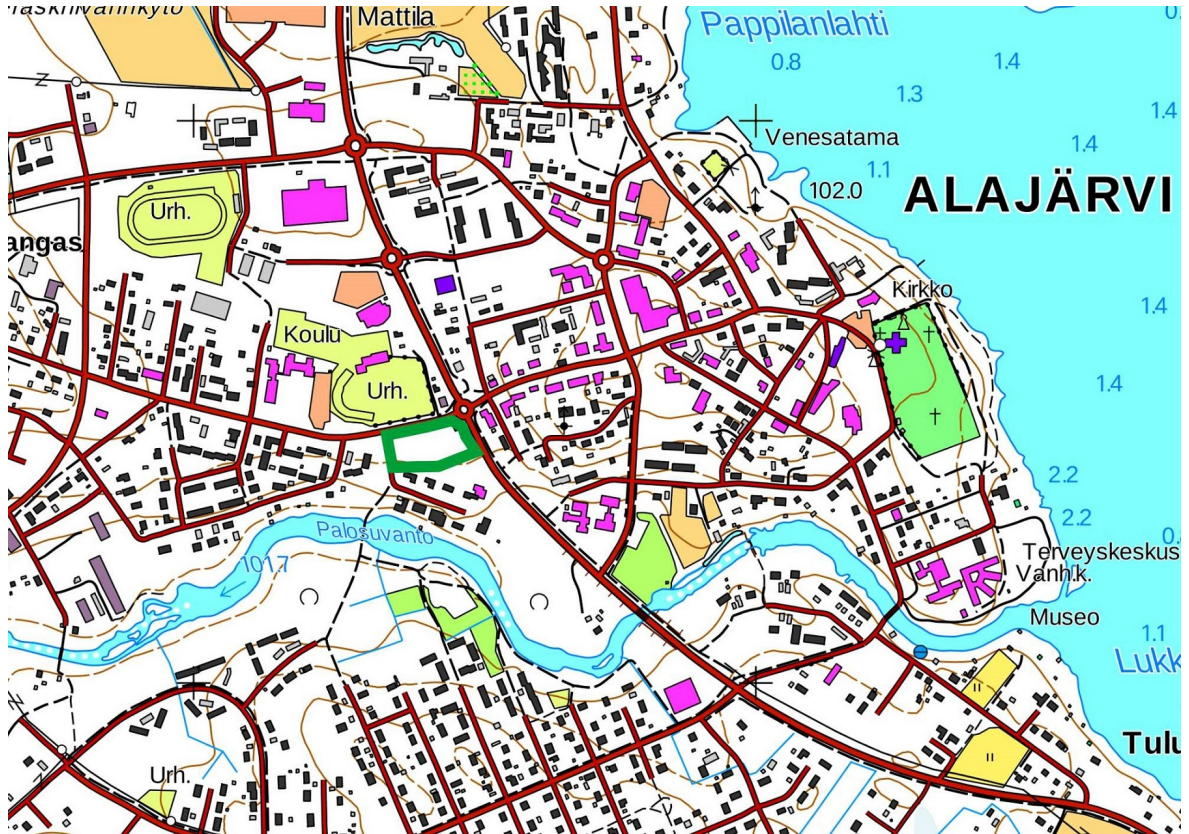 Mattila
Pappilanlahti
0.8
1.4
1.3
1.4
1.4
Venesatama
1.1
102.0
ALAJÄRVI
Urh.
angas
Kirkko
1.4
Koulu
Urh.
1.4
2.2
2.2
Palosuvanto
101.7
Terveyskeskus
Vanh.k.
Museo
1.1
Lukk
Tulu
Urh.